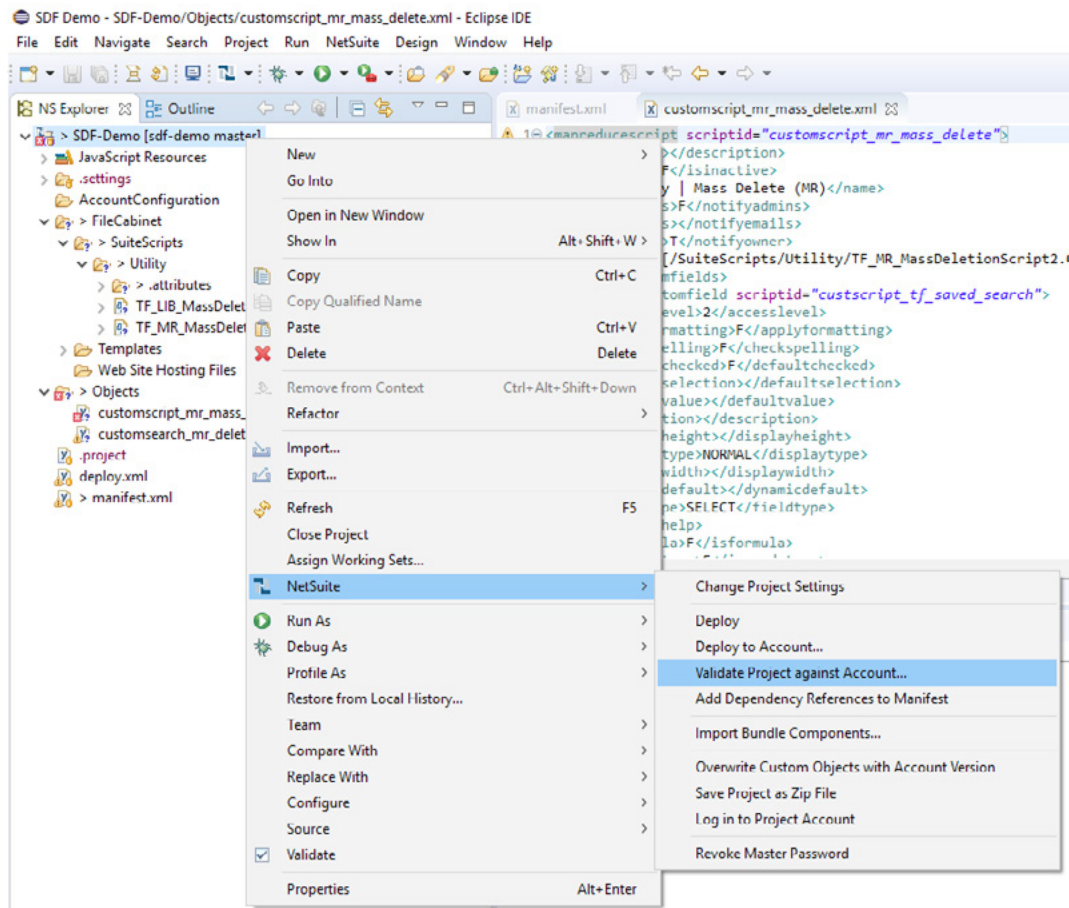 SDF Demo - SDF-Demo/Objects/customscript_mr_mass_delete.xml - Eclipse IDE
File Edit Navigate Search Project Run NetSuite Design Window Help
NS Explorer Outline
manifest.xml customscript_mr_mass_delete.xml
> SDF-Demo [sdf-demo master]
JavaScript Resources
.settings
AccountConfiguration
> FileCabinet
> SuiteScripts
> Utility
> .attributes
TF_LIB_MassDelet
TF_MR_MassDelet
Templates
Web Site Hosting Files
> Objects
customscript_mr_mass_
customsearch_mr_delet
.project
deploy.xml
> manifest.xml
New
Go Into
Open in New Window
Show In Alt+Shift+W >
Copy Ctrl+C
Copy Qualified Name
Paste Ctrl+V
Delete Delete
Remove from Context Ctrl+Alt+Shift+Down
Refactor
Import...
Export...
Refresh F5
Close Project
Assign Working Sets...
NetSuite
Run As
Debug As
Profile As
Restore from Local History...
Team
Compare With
Replace With
Configure
Source
Validate
Properties Alt+Enter
1 <mapreducescript scriptid="customscript_mr_mass_delete">
></description>
F</isinactive>
y | Mass Delete (MR)</name>
s>F</notifyadmins>
s></notifyemails>
>T</notifyowner>
[/SuiteScripts/Utility/TF_MR_MassDeletionScript2.
mfields>
tomfield scriptid="custscript_tf_saved_search">
evel>2</accesslevel>
rmatting>F</applyformatting>
elling>F</checkspelling>
checked>F</defaultchecked>
selection></defaultselection>
value></defaultvalue>
tion></description>
height></displayheight>
type>NORMAL</displaytype>
width></displaywidth>
default></dynamicdefault>
pe>SELECT</fieldtype>
help>
la>F</isformula>
Change Project Settings
Deploy
Deploy to Account...
Validate Project against Account...
Add Dependency References to Manifest
Import Bundle Components...
Overwrite Custom Objects with Account Version
Save Project as Zip File
Log in to Project Account
Revoke Master Password